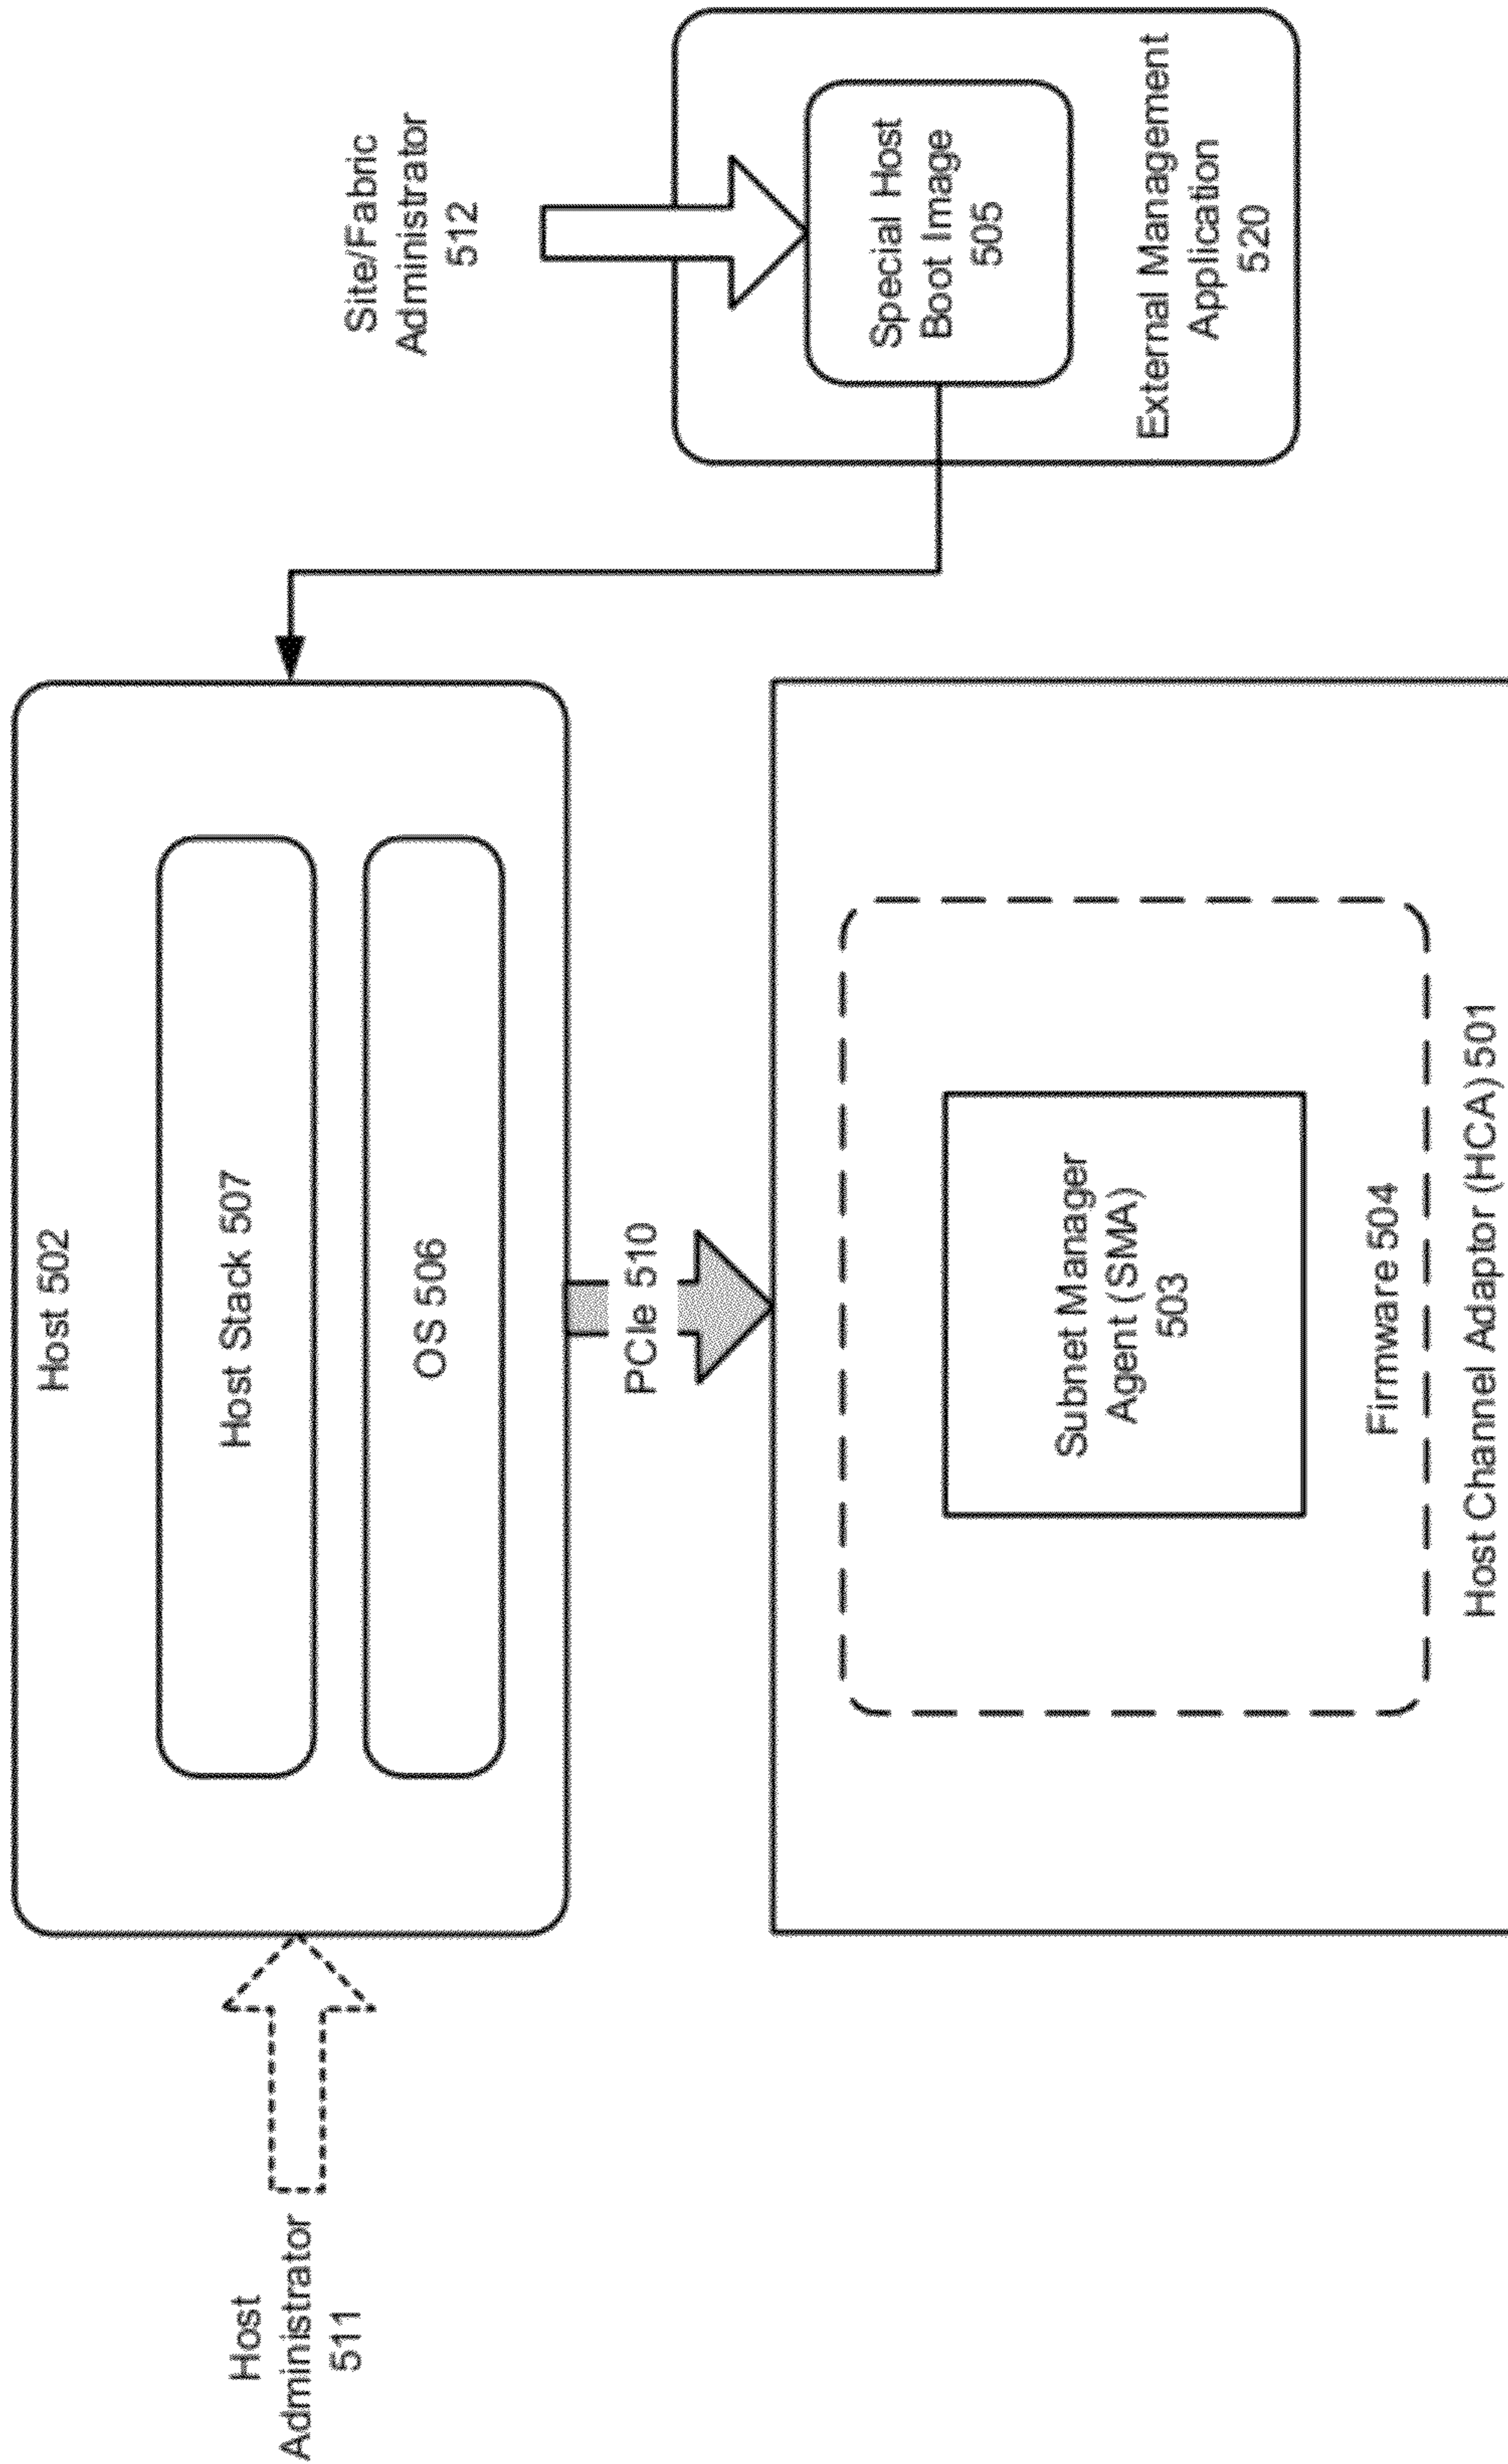 Host
Administrator
511
Host 502
Host Stack 507
OS 506
PCIe 510
Subnet Manager
Agent (SMA)
503
Firmware 504
Host Channel Adaptor (HCA) 501
Site/Fabric
Administrator
512
Special Host
Boot Image
505
External Management
Application
520